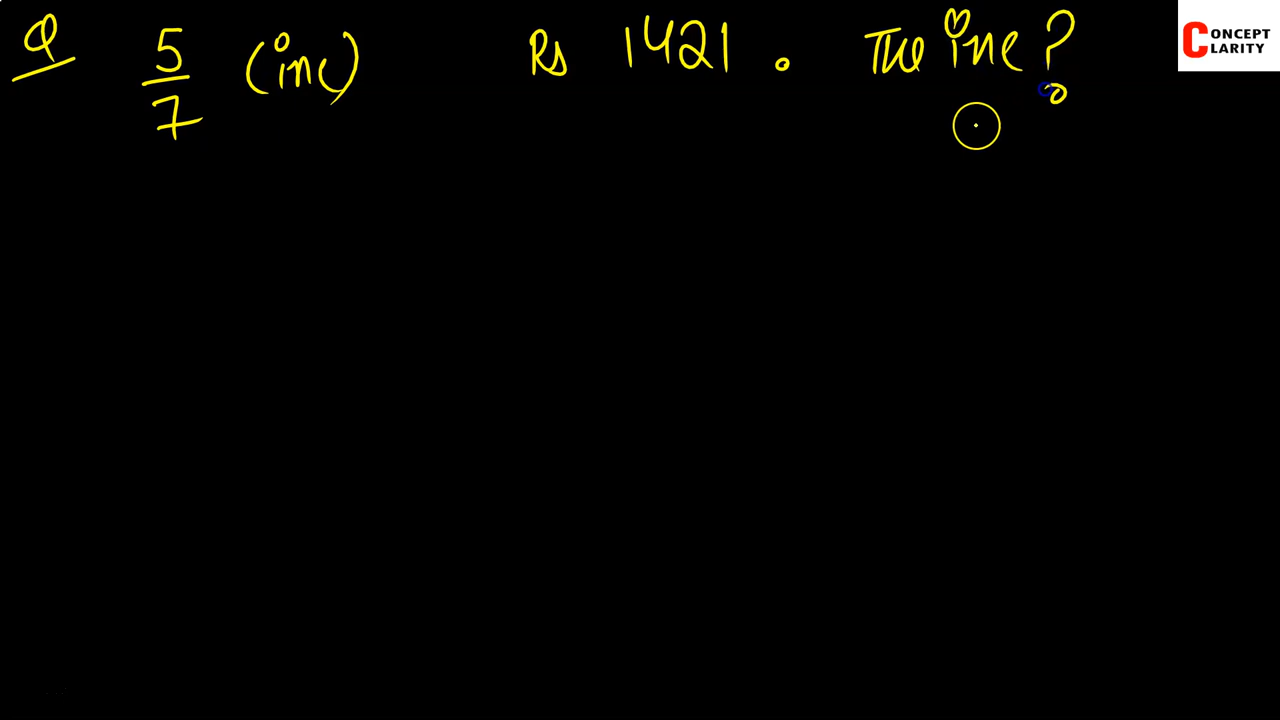 Q 5/7 (inc) Rs 1421 . The inc ?
CONCEPT
CLARITY